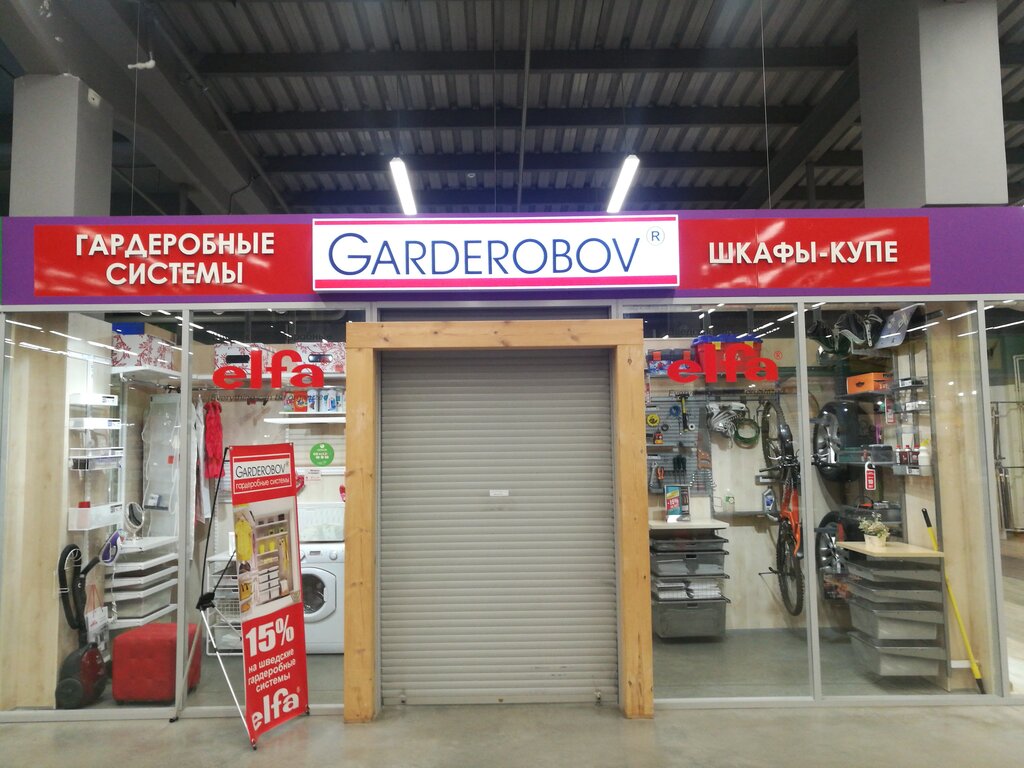 ГАРДЕРОБНЫЕ
СИСТЕМЫ
GARDEROBOV®
ШКАФЫ-КУПЕ
elfa
elfa®
GARDEROBOV®
гардеробные системы
15%
на шведские
гардеробные
системы
elfa®